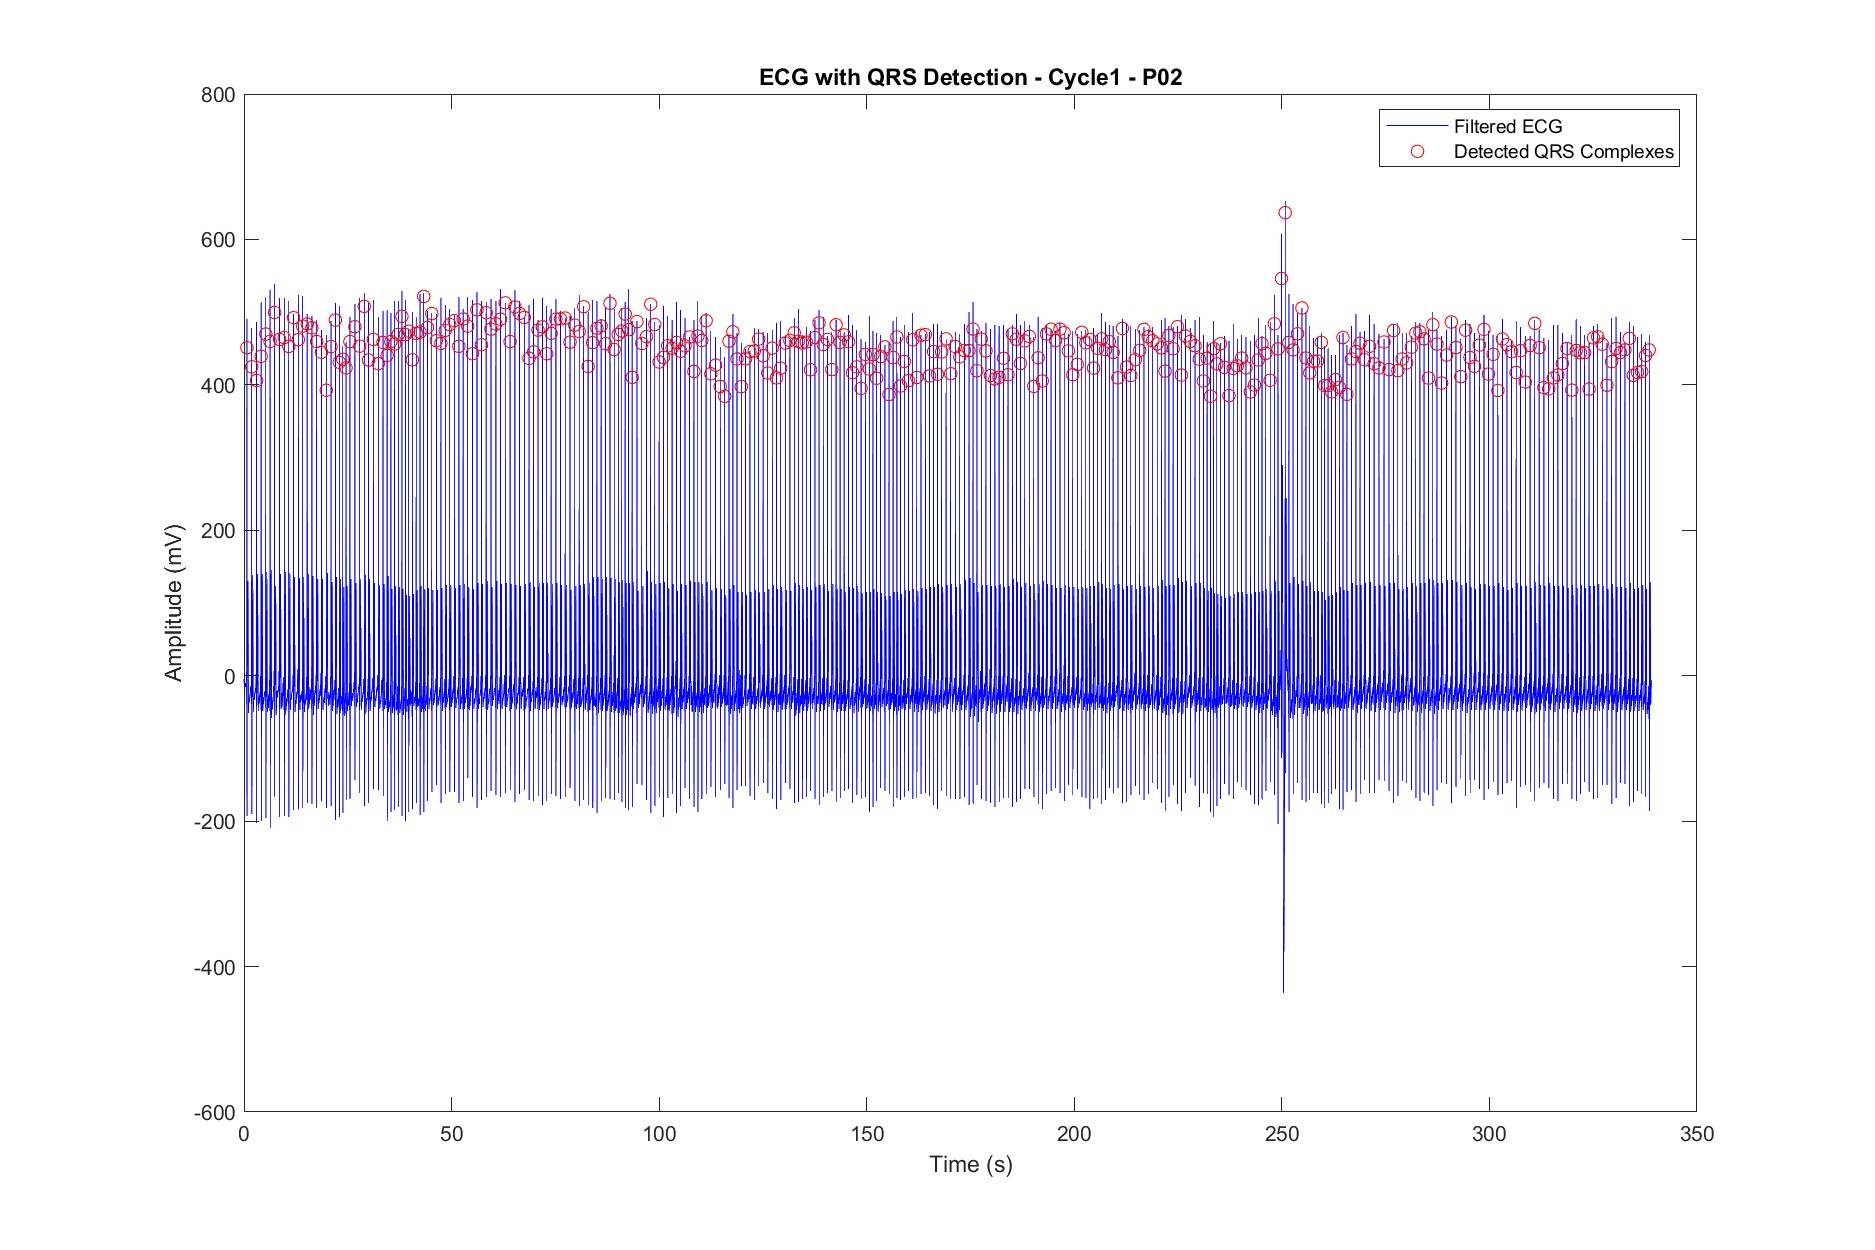 ECG with QRS Detection - Cycle1 - P02
800
600
400
200
0
-200
-400
-600
Amplitude (mV)
Filtered ECG
Detected QRS Complexes
0 50 100 150 200 250 300 350
Time (s)